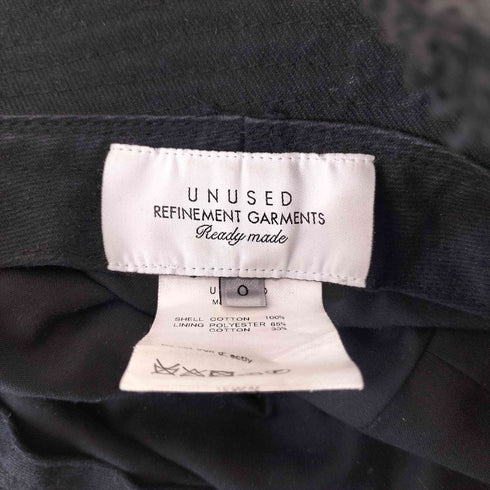 UNUSED
REFINEMENT GARMENTS
Ready made
0
SHELL COTTON 100%
LINING POLYESTER 65%
COTTON 35%